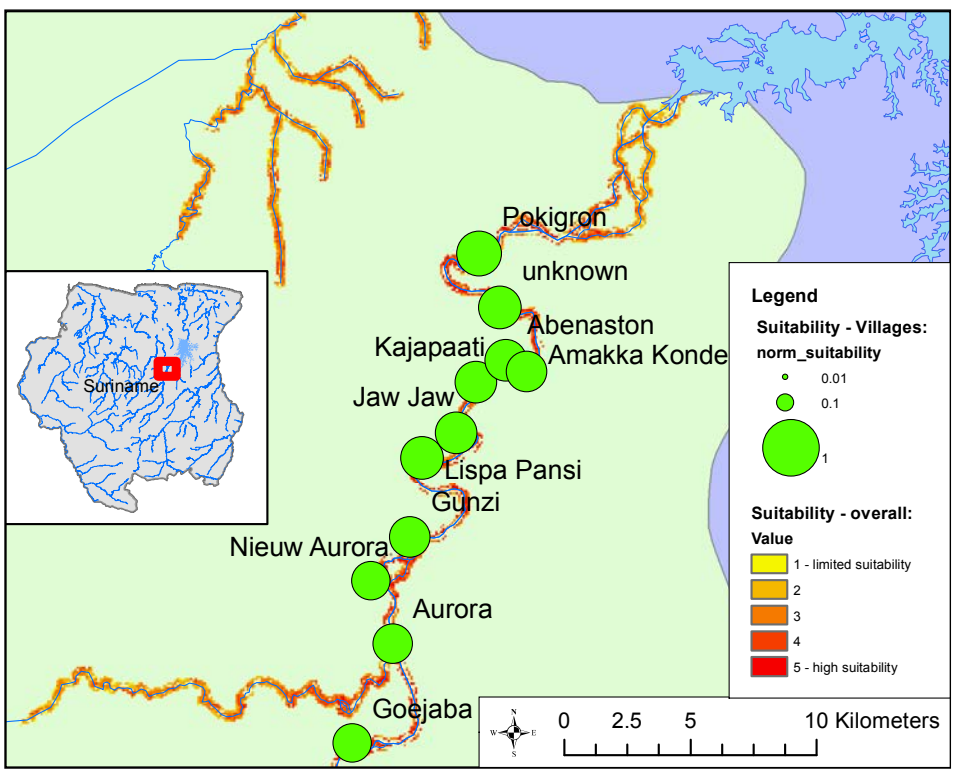 Pokigron
unknown
Abenaston
Kajapaati
Amakka Konde
Jaw Jaw
Lispa Pansi
Gunzi
Nieuw Aurora
Aurora
Goejaba
Suriname
Legend
Suitability - Villages:
norm_suitability
0.01
0.1
1
Suitability - overall:
Value
1 - limited suitability
2
3
4
5 - high suitability
N
W E
S
0 2.5 5 10 Kilometers